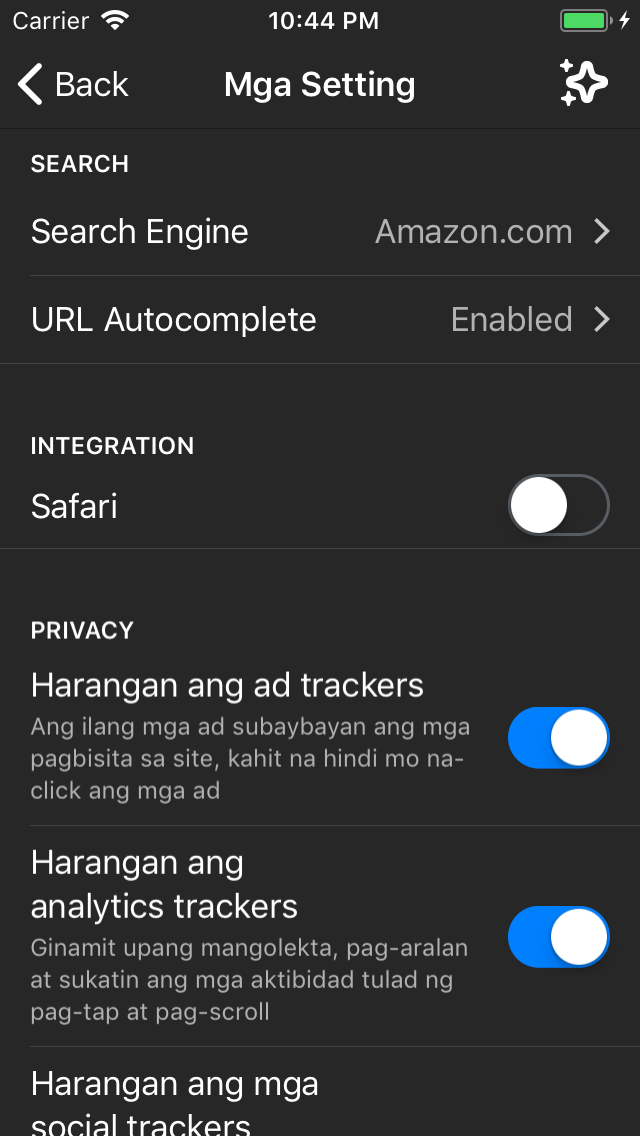 Carrier 10:44 PM
Back Mga Setting
SEARCH
Search Engine Amazon.com
URL Autocomplete Enabled
INTEGRATION
Safari
PRIVACY
Harangan ang ad trackers
Ang ilang mga ad subaybayan ang mga
pagbisita sa site, kahit na hindi mo na-
click ang mga ad
Harangan ang
analytics trackers
Ginamit upang mangolekta, pag-aralan
at sukatin ang mga aktibidad tulad ng
pag-tap at pag-scroll
Harangan ang mga
social trackers